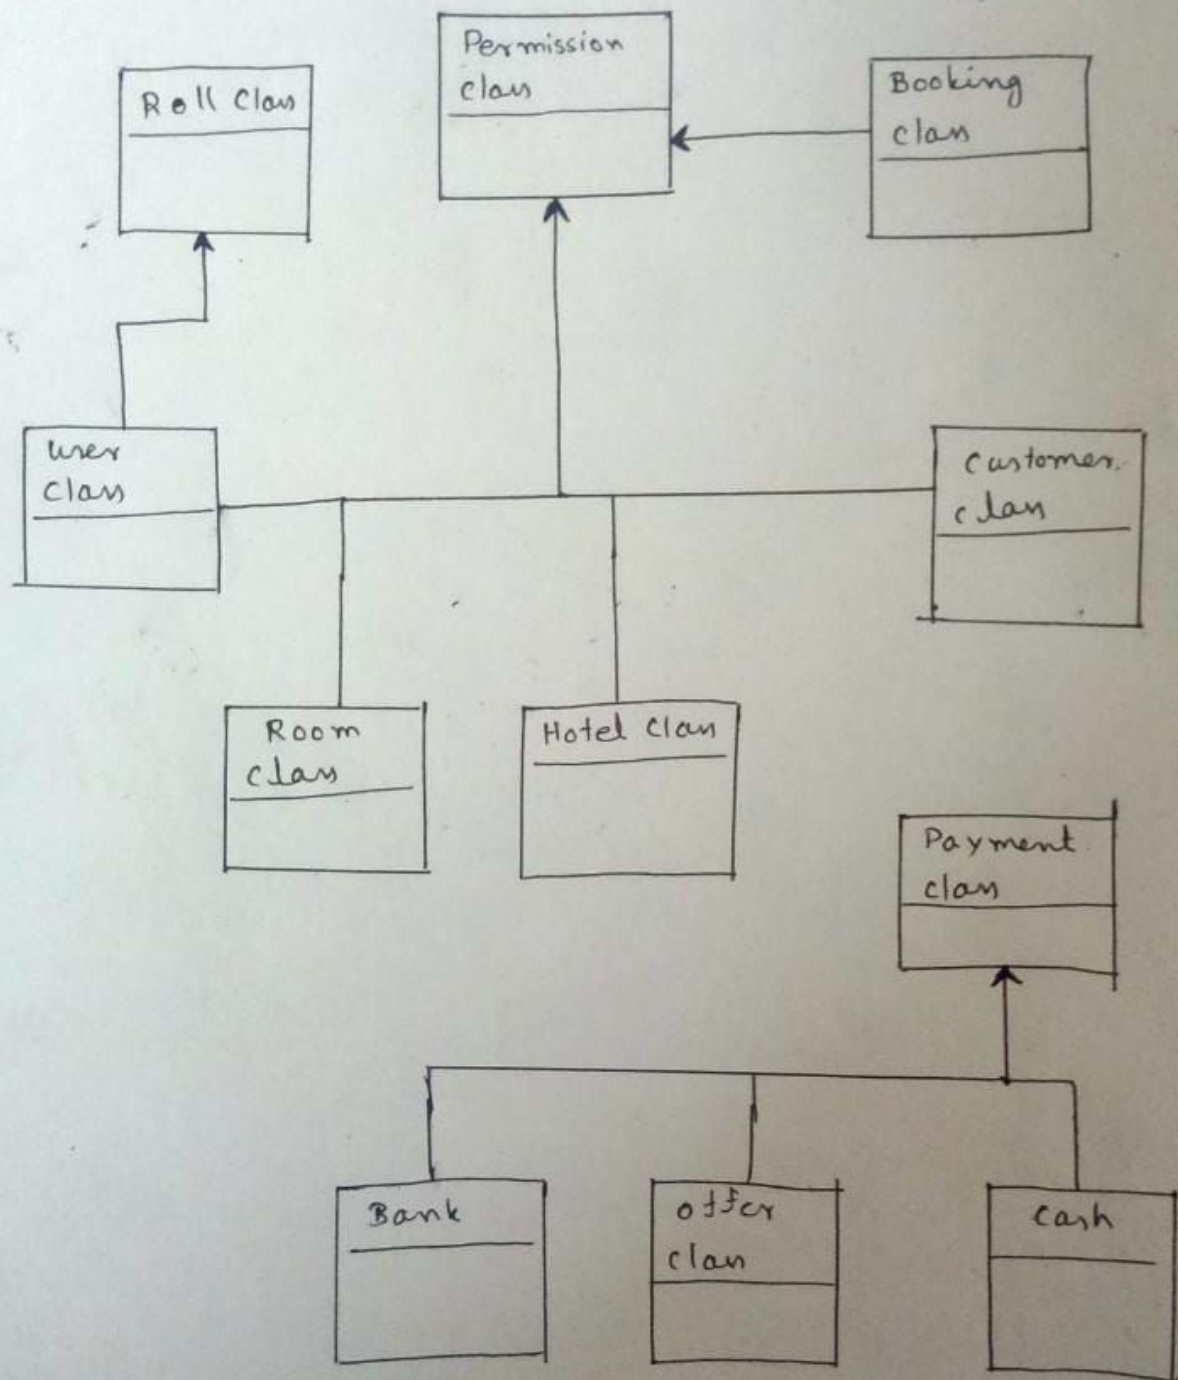 Permission
class
Roll Class
Booking
class
user
class
Customer.
class
Room
class
Hotel Class
Payment
class
Bank
offer
class
Cash